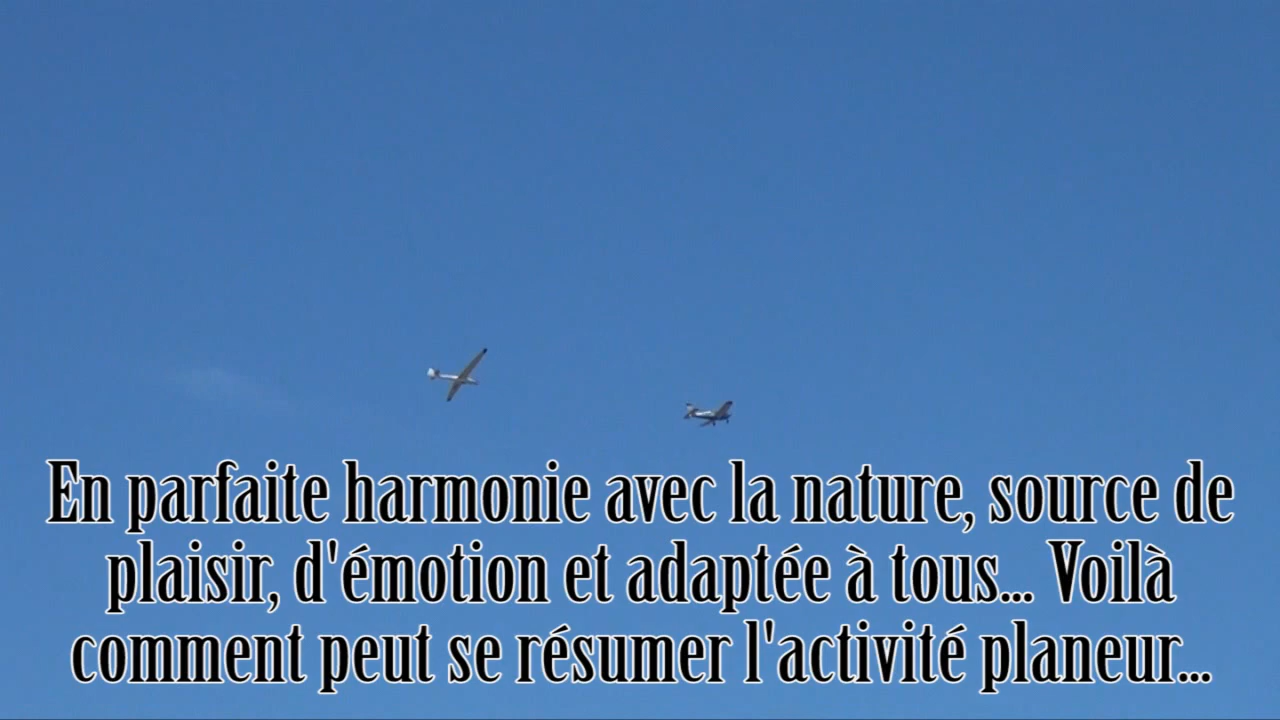 En parfaite harmonie avec la nature, source de
plaisir, d'émotion et adaptée à tous... Voilà
comment peut se résumer l'activité planeur...